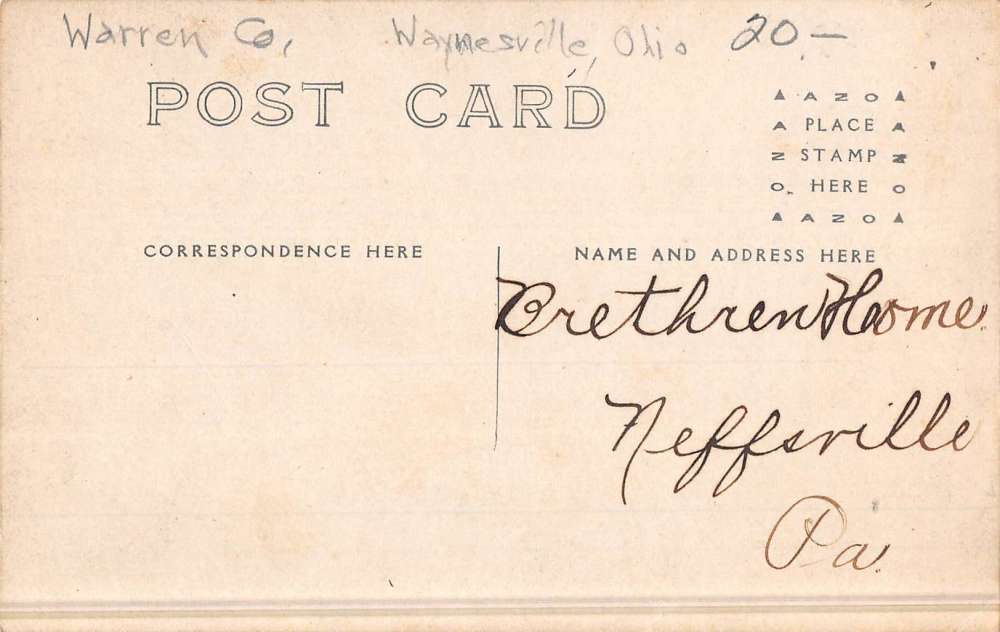 Warren Co, Waynesville, Ohio 20—
POST CARD
AZO
PLACE
STAMP
HERE
AZO
CORRESPONDENCE HERE
NAME AND ADDRESS HERE
Brethren Home
Neffsville
Pa.